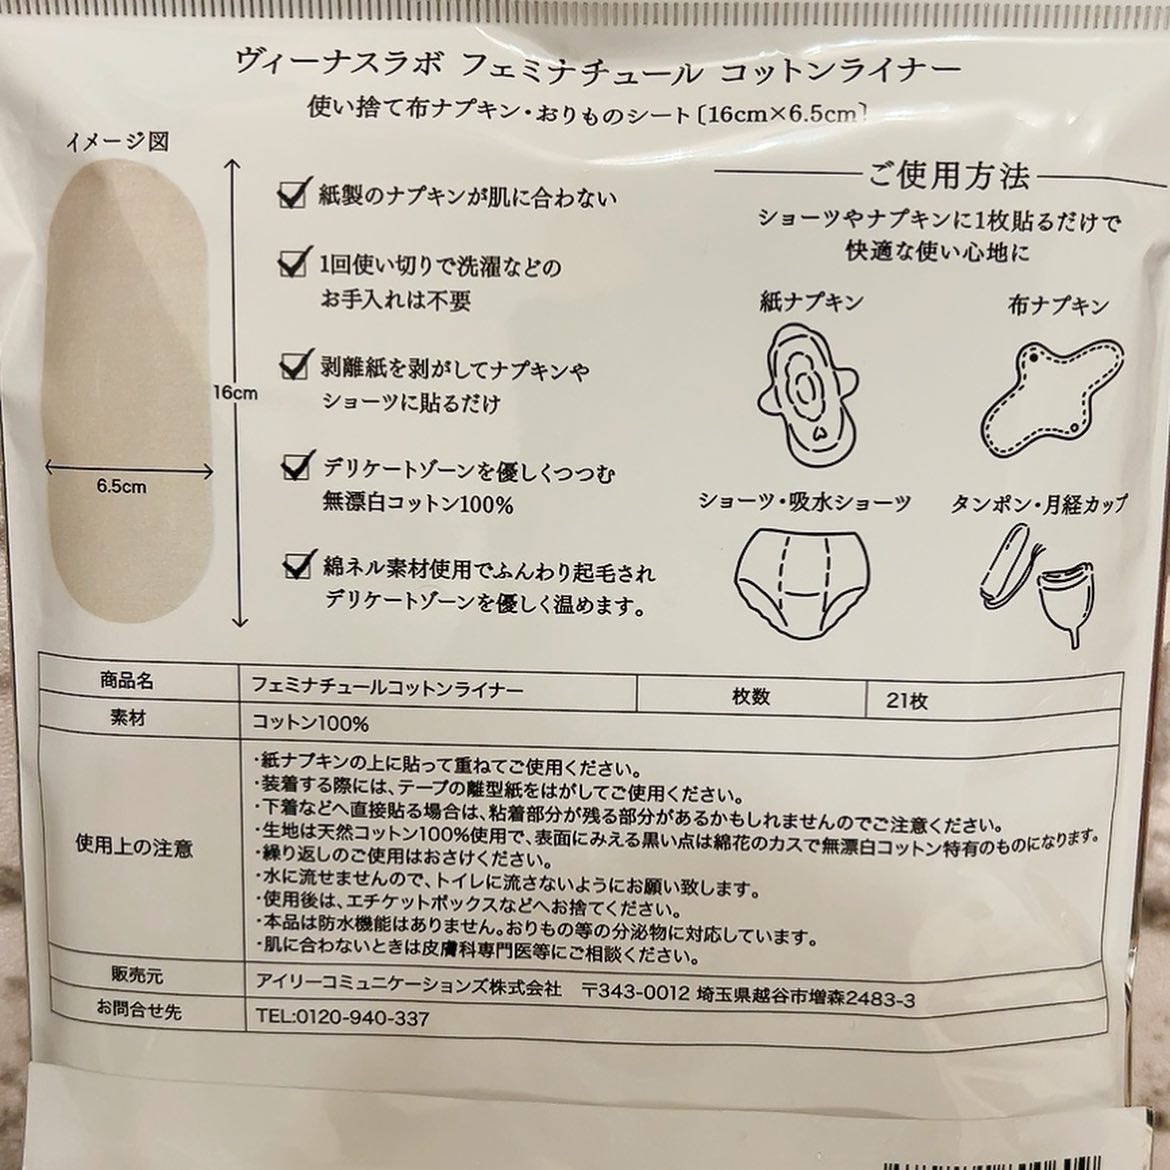 ヴィーナスラボ フェミナチュール コットンライナー
使い捨て布ナプキン・おりものシート〔16cm×6.5cm〕
イメージ図
16cm
6.5cm
紙製のナプキンが肌に合わない
1回使い切りで洗濯などの
お手入れは不要
剥離紙を剥がしてナプキンや
ショーツに貼るだけ
デリケートゾーンを優しくつつむ
無漂白コットン100%
綿ネル素材使用でふんわり起毛され
デリケートゾーンを優しく温めます。
ご使用方法
ショーツやナプキンに1枚貼るだけで
快適な使い心地に
紙ナプキン
布ナプキン
ショーツ・吸水ショーツ
タンポン・月経カップ
商品名 フェミナチュールコットンライナー 枚数 21枚
素材 コットン100%
使用上の注意
・紙ナプキンの上に貼って重ねてご使用ください。
・装着する際には、テープの離型紙をはがしてご使用ください。
・下着などへ直接貼る場合は、粘着部分が残る部分があるかもしれませんのでご注意ください。
・生地は天然コットン100%使用で、表面にみえる黒い点は綿花のカスで無漂白コットン特有のものになります。
・繰り返しのご使用はおさけください。
・水に流せませんので、トイレに流さないようにお願い致します。
・使用後は、エチケットボックスなどへお捨てください。
・本品は防水機能はありません。おりもの等の分泌物に対応しています。
・肌に合わないときは皮膚科専門医等にご相談ください。
販売元 アイリーコミュニケーションズ株式会社 〒343-0012 埼玉県越谷市増森2483-3
お問合せ先 TEL:0120-940-337